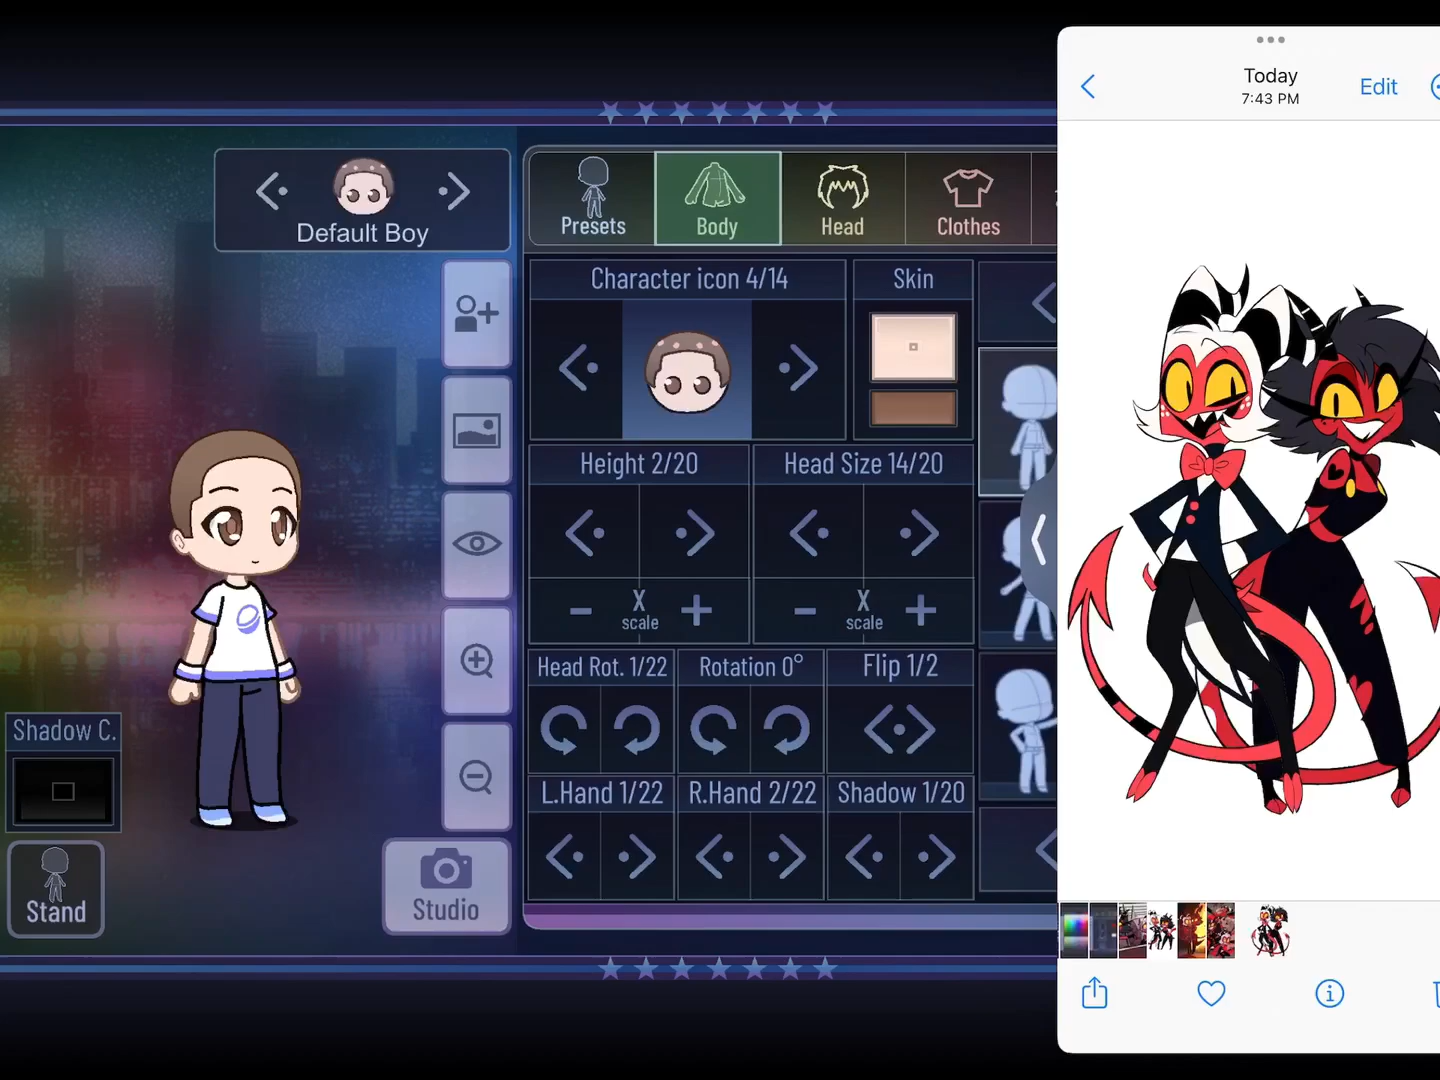 Today
7:43 PM
Edit
Default Boy
Presets
Body
Head
Clothes
Character icon 4/14
Skin
Height 2/20
Head Size 14/20
X
scale
X
scale
Head Rot. 1/22
Rotation 0°
Flip 1/2
L.Hand 1/22
R.Hand 2/22
Shadow 1/20
Shadow C.
Stand
Studio